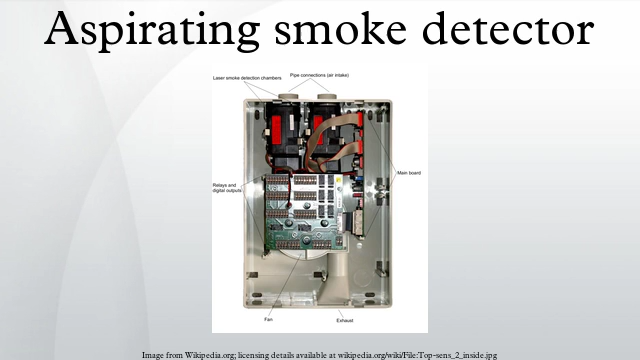 Aspirating smoke detector
Pipe connections (air intake)
Laser smoke detection chambers
Main board
Relays and
digital outputs
Fan
Exhaust
Image from Wikipedia.org; licensing details available at wikipedia.org/wiki/File:Top-sens_2_inside.jpg